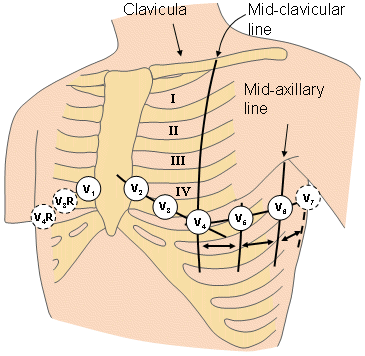 Clavicula
Mid-clavicular
line
Mid-axillary
line
I
II
III
IV
V1
V2
V3
V4
V5
V6
V7
V3R
V4R